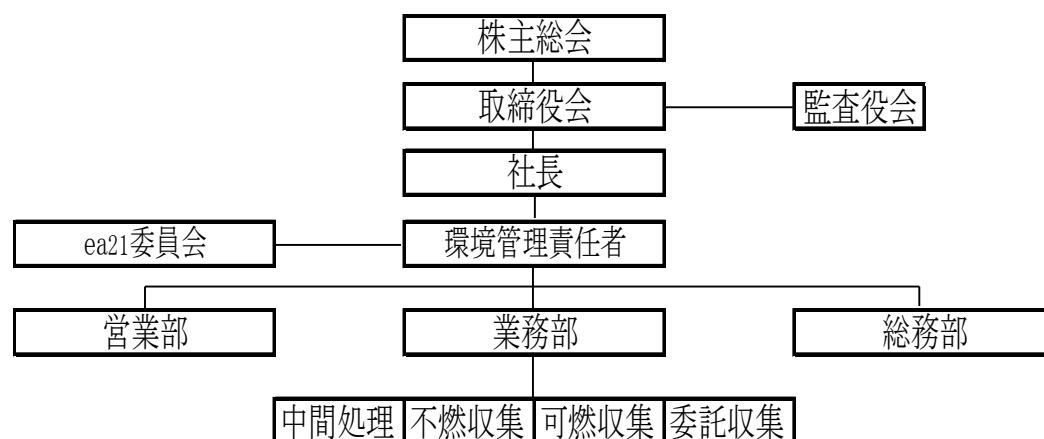 株主総会
取締役会
監査役会
社長
ea21委員会
環境管理責任者
営業部
業務部
総務部
中間処理
不燃収集
可燃収集
委託収集